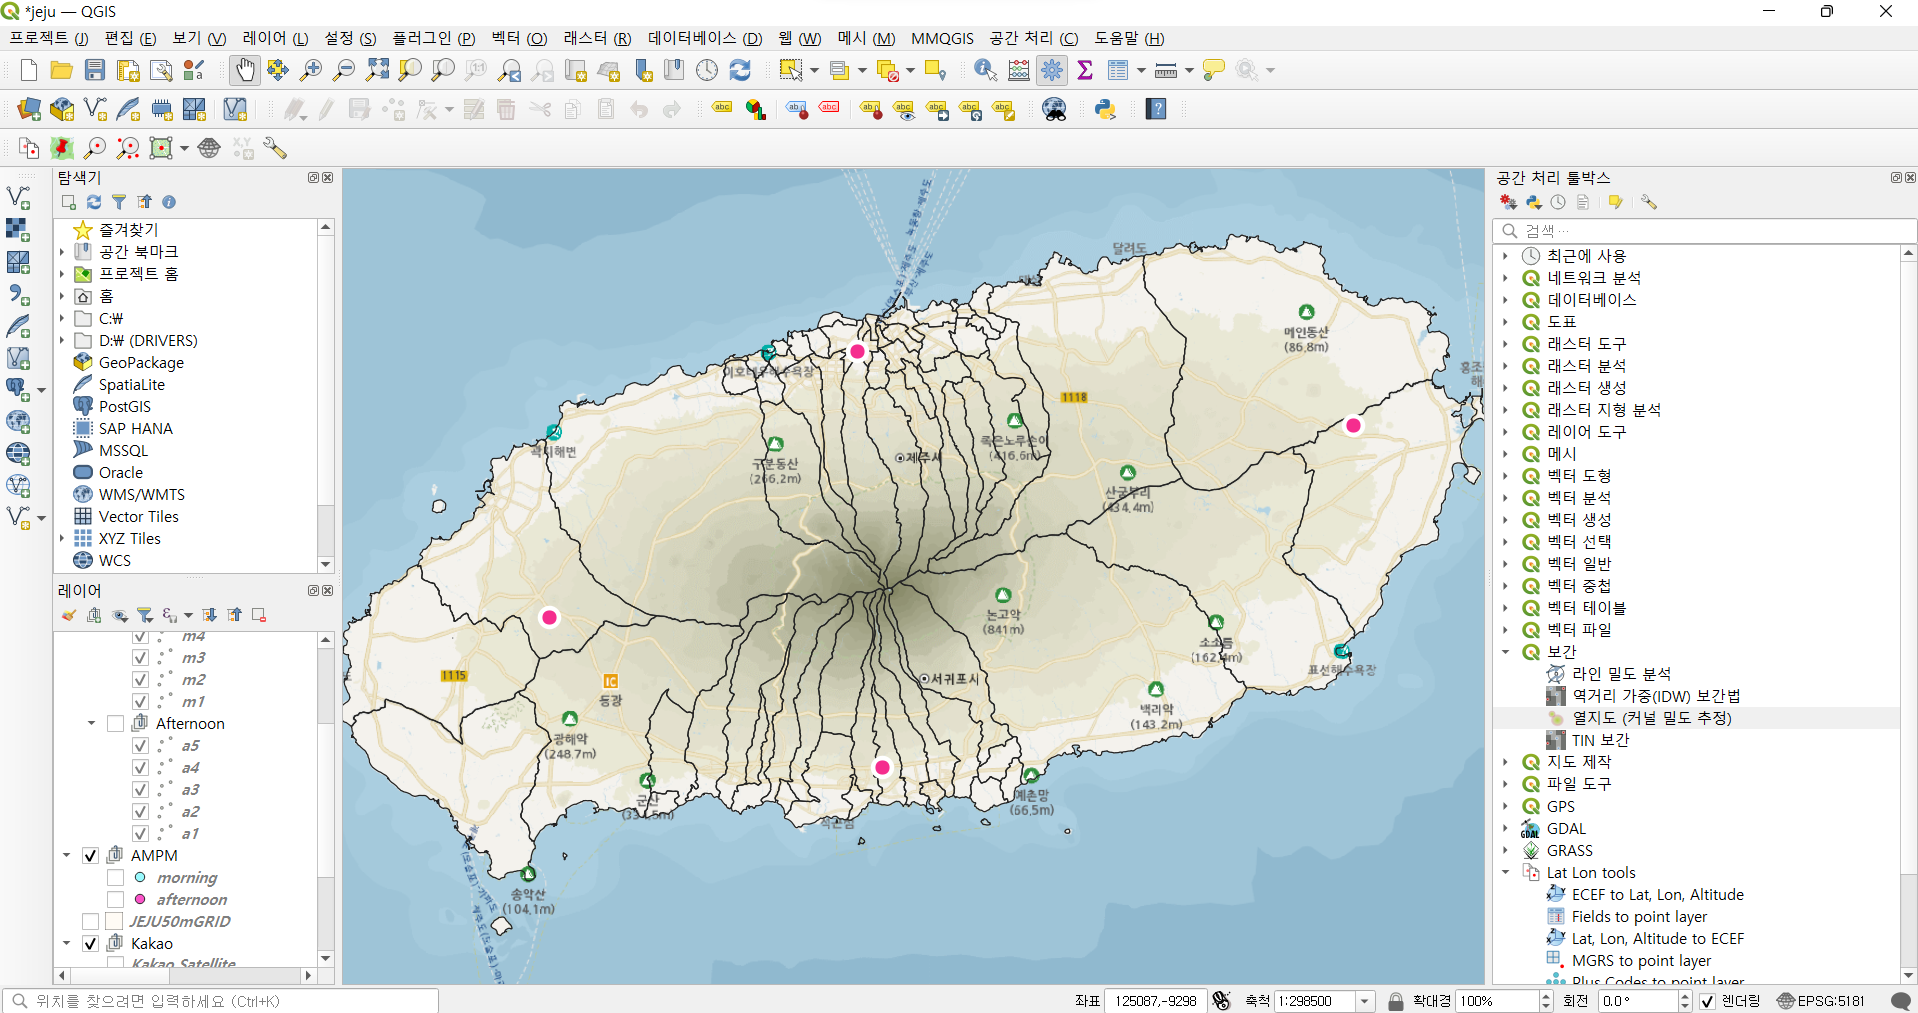 *jeju — QGIS
프로젝트 (J) 편집 (E) 보기 (V) 레이어 (L) 설정 (S) 플러그인 (P) 벡터 (O) 래스터 (R) 데이터베이스 (D) 웹 (W) 메시 (M) MMQGIS 공간 처리 (C) 도움말 (H)
탐색기
즐겨찾기
공간 북마크
프로젝트 홈
홈
C:₩
D:₩ (DRIVERS)
GeoPackage
SpatiaLite
PostGIS
SAP HANA
MSSQL
Oracle
WMS/WMTS
Vector Tiles
XYZ Tiles
WCS
레이어
m4
m3
m2
m1
Afternoon
a5
a4
a3
a2
a1
AMPM
morning
afternoon
JEJU50mGRID
Kakao
Kakao Satellite
달려도
메인동산
(86.8m)
이호테우해수욕장
1118
곽지해변
구분동산
(266.2m)
제주시
족은노루손이
(416.6m)
산굼부리
(434.4m)
논고악
(841m)
소소름
(162.4m)
표선해수욕장
1115
IC
동광
서귀포시
백리악
(143.2m)
광해악
(248.7m)
군산
예촌망
(66.5m)
송악산
(104.1m)
공간 처리 툴박스
검색 ...
최근에 사용
네트워크 분석
데이터베이스
도표
래스터 도구
래스터 분석
래스터 생성
래스터 지형 분석
레이어 도구
메시
벡터 도형
벡터 분석
벡터 생성
벡터 선택
벡터 일반
벡터 중첩
벡터 테이블
벡터 파일
보간
라인 밀도 분석
역거리 가중(IDW) 보간법
열지도 (커널 밀도 추정)
TIN 보간
지도 제작
파일 도구
GPS
GDAL
GRASS
Lat Lon tools
ECEF to Lat, Lon, Altitude
Fields to point layer
Lat, Lon, Altitude to ECEF
MGRS to point layer
Plus Codes to point layer
위치를 찾으려면 입력하세요 (Ctrl+K)
좌표 125087,-9298 축척 1:298500 확대경 100% 회전 0.0 ° 렌더링 EPSG:5181